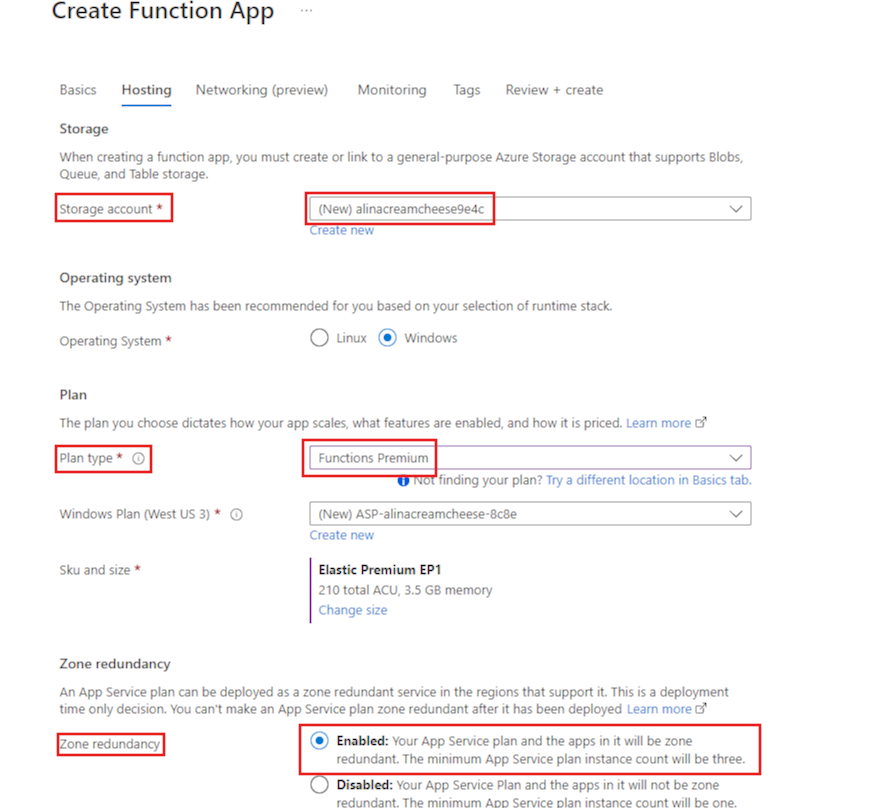 Create Function App ...
Basics Hosting Networking (preview) Monitoring Tags Review + create
Storage
When creating a function app, you must create or link to a general-purpose Azure Storage account that supports Blobs,
Queue, and Table storage.
Storage account * (New) alinacreamcheese9e4c
Create new
Operating system
The Operating System has been recommended for you based on your selection of runtime stack.
Operating System * Linux Windows
Plan
The plan you choose dictates how your app scales, what features are enabled, and how it is priced. Learn more
Plan type * Functions Premium
Not finding your plan? Try a different location in Basics tab.
Windows Plan (West US 3) * (New) ASP-alinacreamcheese-8c8e
Create new
Sku and size * Elastic Premium EP1
210 total ACU, 3.5 GB memory
Change size
Zone redundancy
An App Service plan can be deployed as a zone redundant service in the regions that support it. This is a deployment
time only decision. You can't make an App Service plan zone redundant after it has been deployed Learn more
Zone redundancy Enabled: Your App Service plan and the apps in it will be zone
redundant. The minimum App Service plan instance count will be three.
Disabled: Your App Service Plan and the apps in it will not be zone
redundant. The minimum App Service plan instance count will be one.